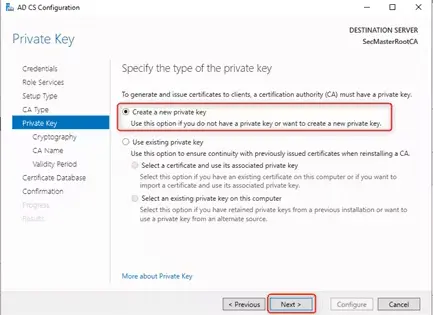 AD CS Configuration
Private Key
DESTINATION SERVER
SecMasterRootCA
Credentials
Role Services
Setup Type
CA Type
Private Key
Cryptography
CA Name
Validity Period
Certificate Database
Confirmation
Progress
Results
Specify the type of the private key
To generate and issue certificates to clients, a certification authority (CA) must have a private key.
Create a new private key
Use this option if you do not have a private key or want to create a new private key.
Use existing private key
Use this option to ensure continuity with previously issued certificates when reinstalling a CA.
Select a certificate and use its associated private key
Select this option if you have an existing certificate on this computer or if you want to
import a certificate and use its associated private key.
Select an existing private key on this computer
Select this option if you have retained private keys from a previous installation or want to
use a private key from an alternate source.
More about Private Key
< Previous
Next >
Configure
Cancel